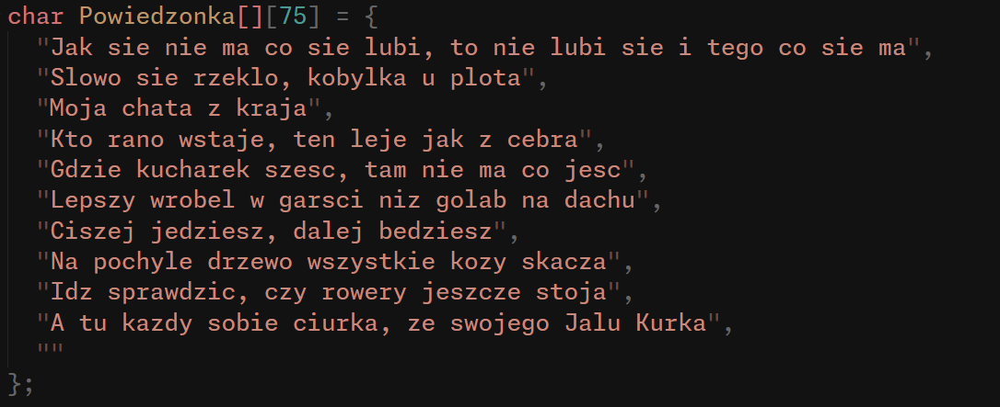 char Powiedzonka[][75] = {
"Jak sie nie ma co sie lubi, to nie lubi sie i tego co sie ma",
"Slowo sie rzeklo, kobylka u plota",
"Moja chata z kraja",
"Kto rano wstaje, ten leje jak z cebra",
"Gdzie kucharek szesc, tam nie ma co jesc",
"Lepszy wrobel w garsci niz golab na dachu",
"Ciszej jedziesz, dalej bedziesz",
"Na pochyle drzewo wszystkie kozy skacza",
"Idz sprawdzic, czy rowery jeszcze stoja",
"A tu kazdy sobie ciurka, ze swojego Jalu Kurka",
""
};